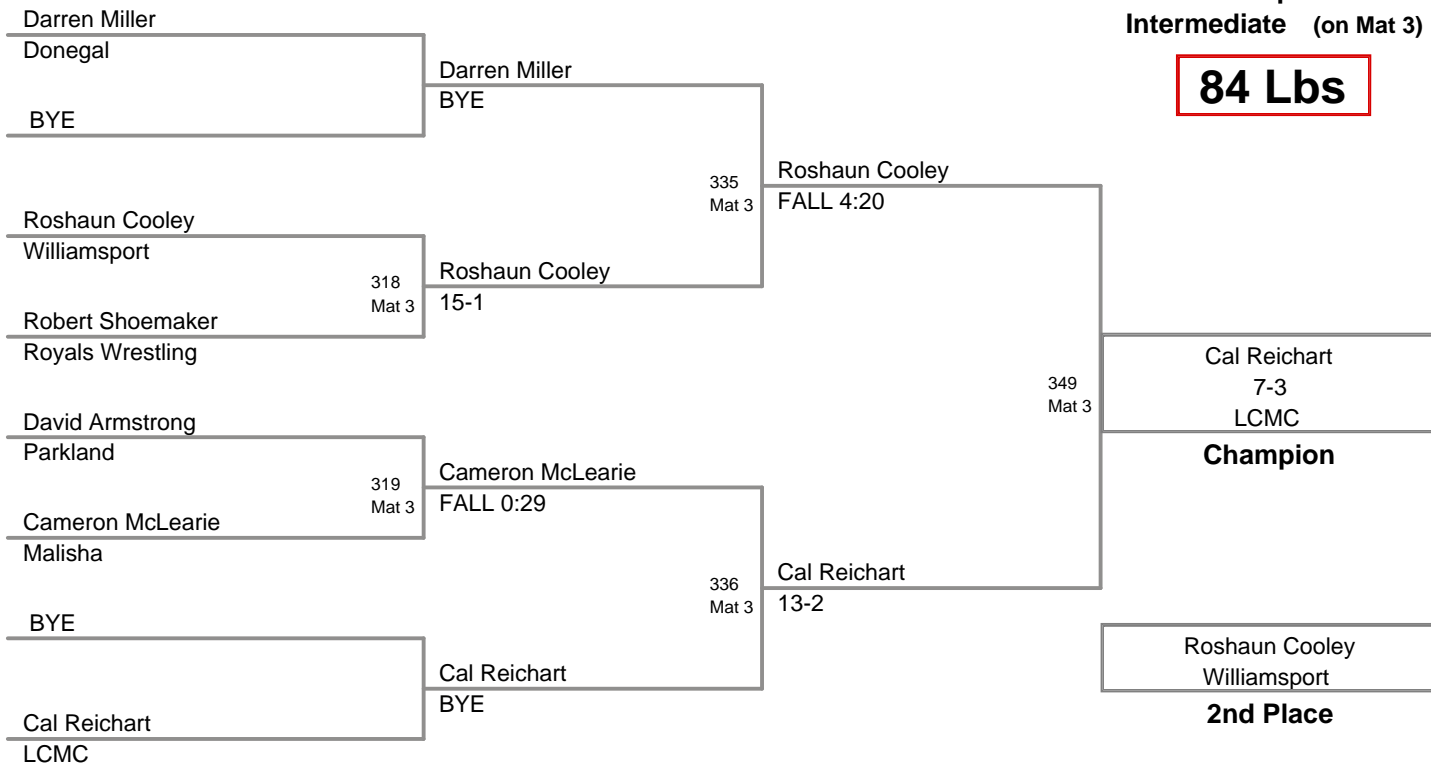 Intermediate (on Mat 3)
84 Lbs
Darren Miller
Donegal
BYE
Roshaun Cooley
Williamsport
318
Mat 3
Robert Shoemaker
Royals Wrestling
David Armstrong
Parkland
319
Mat 3
Cameron McLearie
Malisha
BYE
Cal Reichart
LCMC
Darren Miller
BYE
335
Mat 3
Roshaun Cooley
15-1
Cameron McLearie
FALL 0:29
336
Mat 3
Cal Reichart
BYE
Roshaun Cooley
FALL 4:20
349
Mat 3
Cal Reichart
13-2
Cal Reichart
7-3
LCMC
Champion
Roshaun Cooley
Williamsport
2nd Place